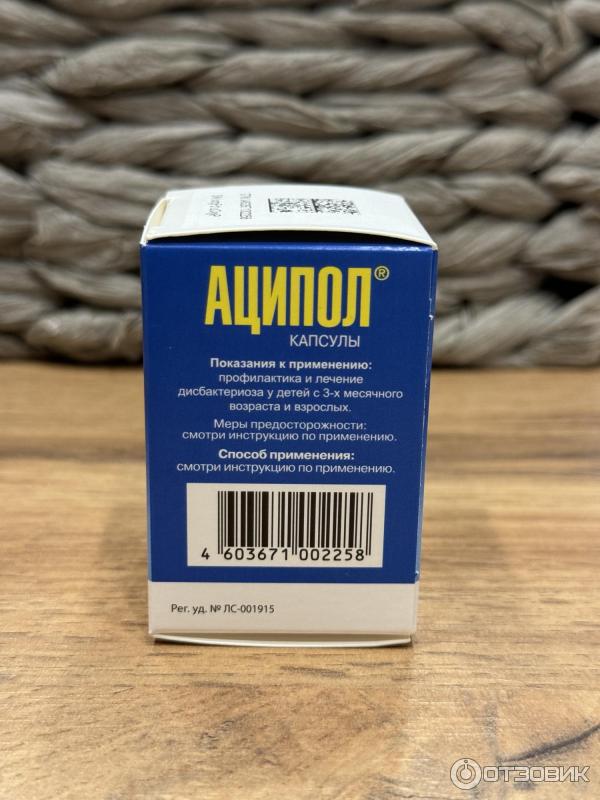 АЦИПОЛ®
КАПСУЛЫ
Показания к применению:
профилактика и лечение
дисбактериоза у детей с 3-х месячного
возраста и взрослых.
Меры предосторожности:
смотри инструкцию по применению.
Способ применения:
смотри инструкцию по применению.
4 603671 002258
Рег. уд. № ЛС-001915
ОТЗОВИК